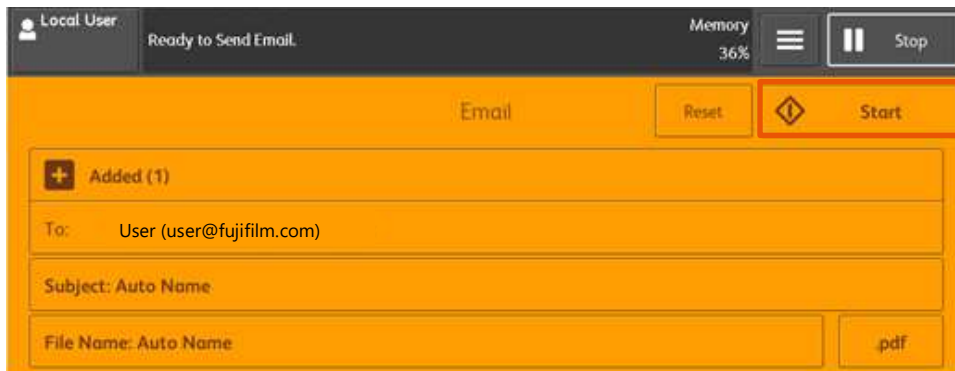 Local User
Ready to Send Email.
Memory
36%
Stop
Email
Reset
Start
Added (1)
To: User (user@fujifilm.com)
Subject: Auto Name
File Name: Auto Name
.pdf